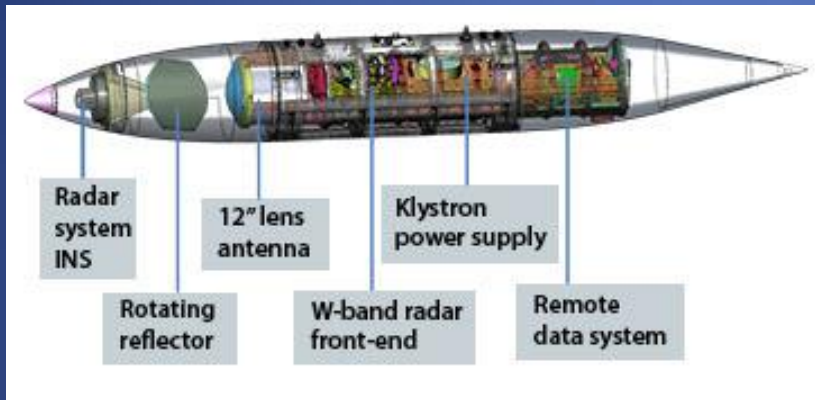 Radar
system
INS
Rotating
reflector
12” lens
antenna
W-band radar
front-end
Klystron
power supply
Remote
data system